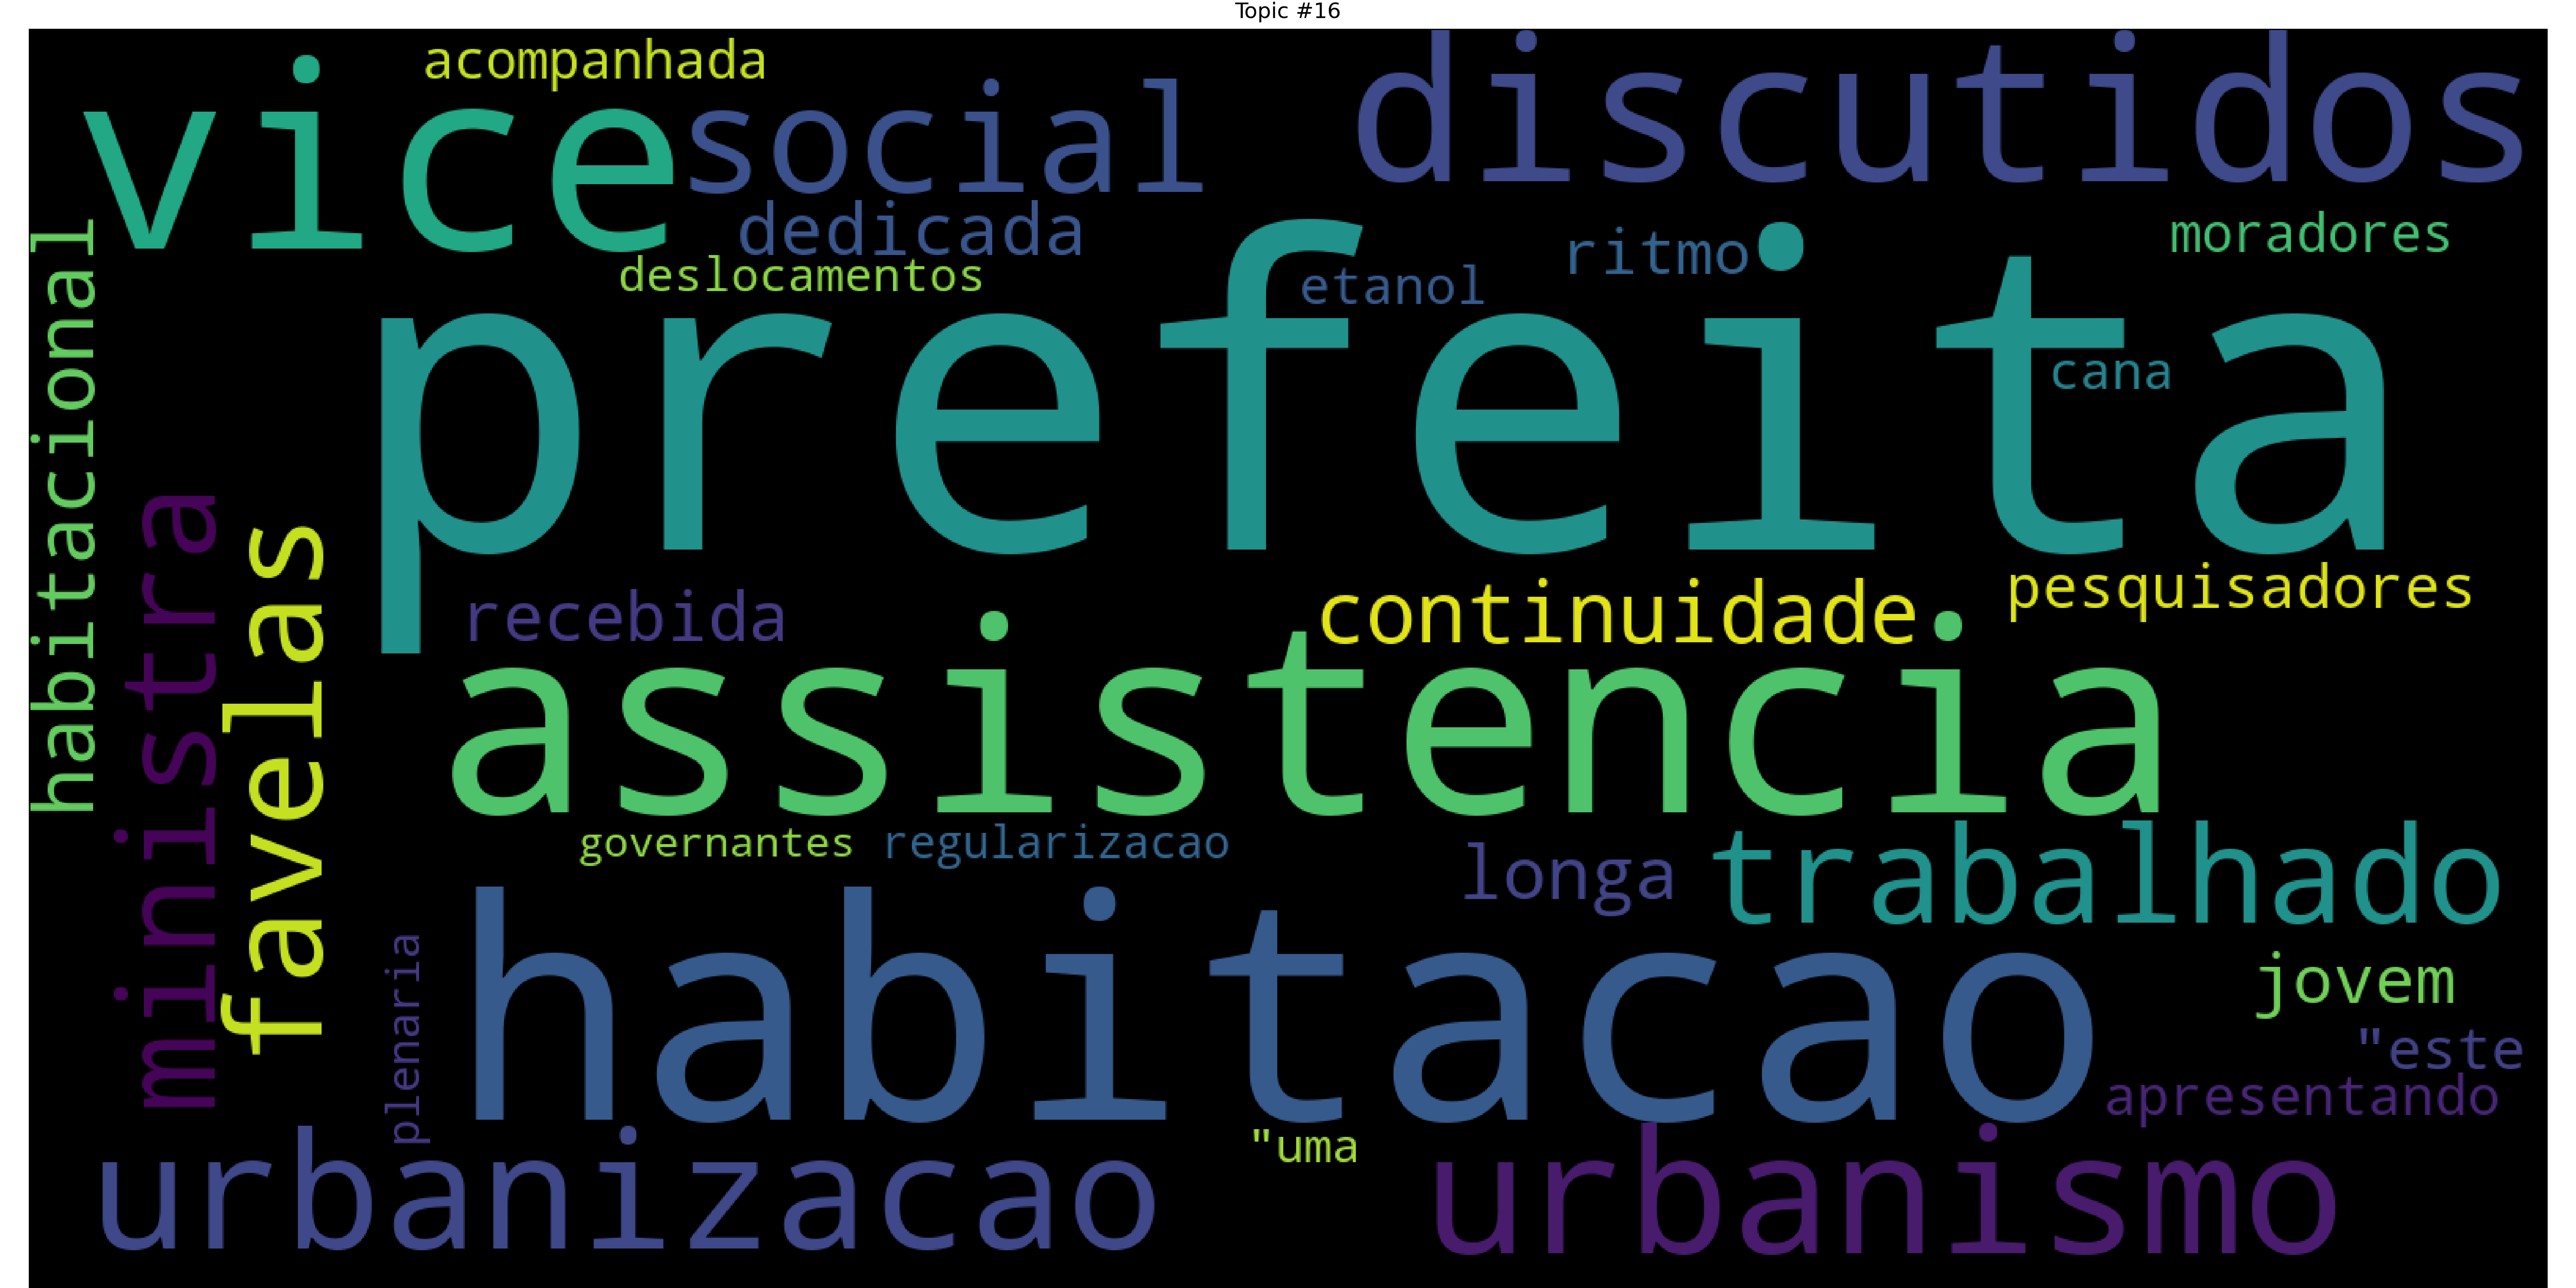 Topic #16
acompanhada
vice
social
discutidos
dedicada
deslocamentos
ritmo
etanol
moradores
prefeita
cana
habitacional
ministra
favelas
recebida
continuidade
pesquisadores
assistencia
governantes
regularizacao
longa
trabalhado
plenaria
habitacao
jovem
"este
apresentando
"uma
urbanizacao
urbanismo